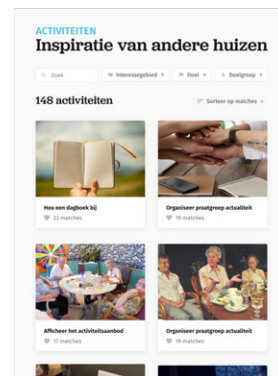 ACTIVITEITEN
Inspiratie van andere huizen
Zoek
Interessegebied
Doel
Doelgroep
148 activiteiten
Sorteer op matches
Hou een dagboek bij
23 matches
Organiseer praatgroep actualiteit
19 matches
Afficheer het activiteitsaanbod
17 matches
Organiseer praatgroep actualiteit
19 matches